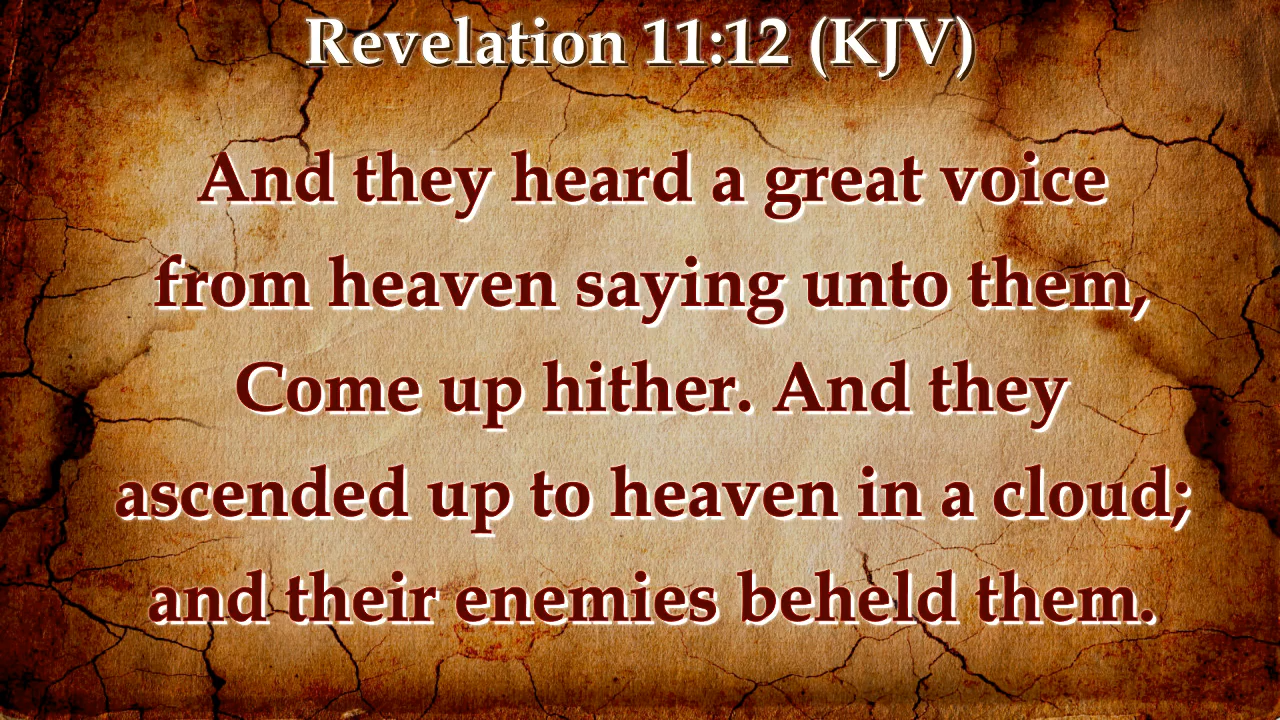 Revelation 11:12 (KJV)
And they heard a great voice
from heaven saying unto them,
Come up hither. And they
ascended up to heaven in a cloud;
and their enemies beheld them.